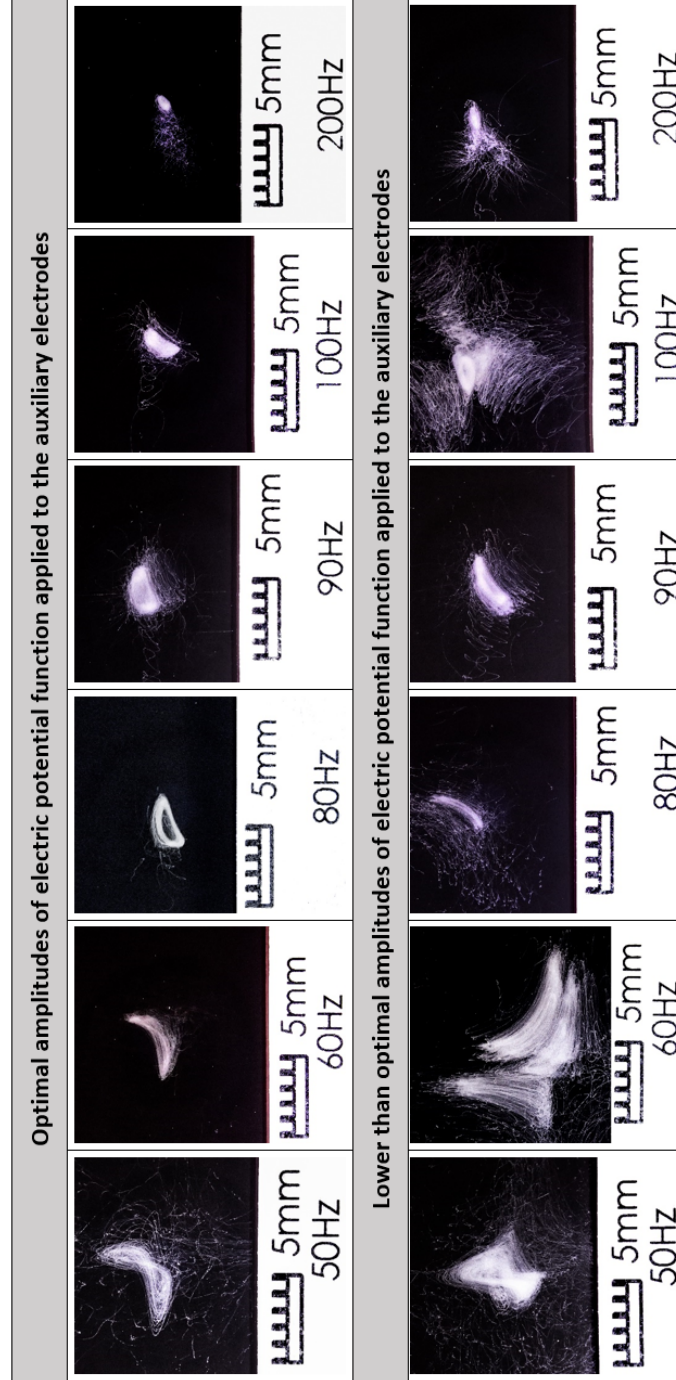 Optimal amplitudes of electric potential function applied to the auxiliary electrodes
5mm
50Hz
5mm
60Hz
5mm
80Hz
5mm
90Hz
5mm
100Hz
5mm
200Hz
Lower than optimal amplitudes of electric potential function applied to the auxiliary electrodes
5mm
50Hz
5mm
60Hz
5mm
80Hz
5mm
90Hz
5mm
100Hz
5mm
200Hz